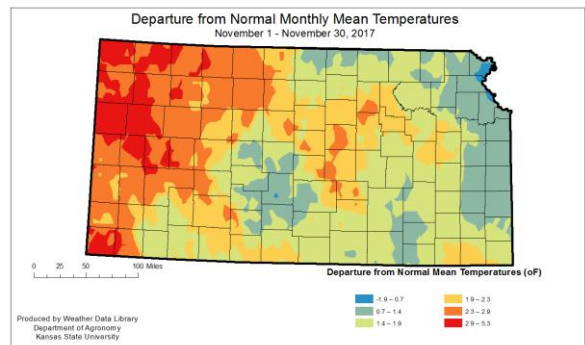 Departure from Normal Monthly Mean Temperatures
November 1 - November 30, 2017
0 25 50 100 Miles
Departure from Normal Mean Temperatures (oF)
-1.9 – 0.7
0.7 – 1.4
1.4 – 1.9
1.9 – 2.3
2.3 – 2.9
2.9 – 5.3
Produced by Weather Data Library
Department of Agronomy
Kansas State University